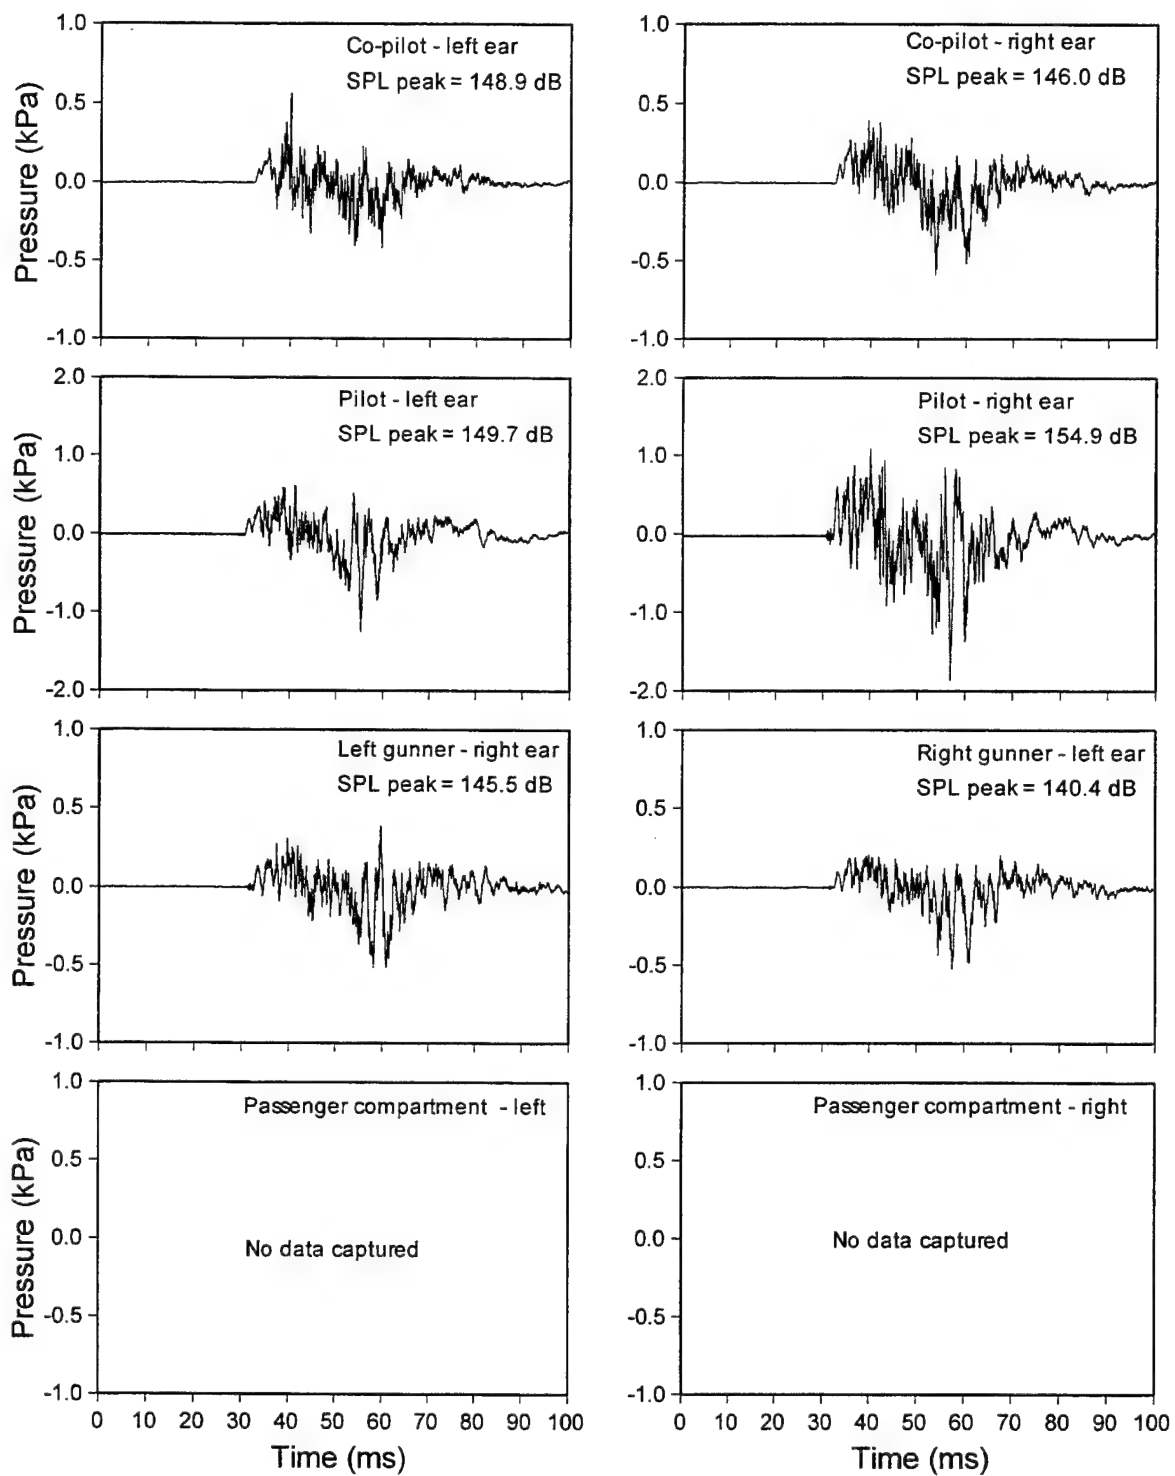 1.0
0.5
0.0
-0.5
-1.0
Pressure (kPa)
Co-pilot - left ear
SPL peak = 148.9 dB
1.0
0.5
0.0
-0.5
-1.0
Co-pilot - right ear
SPL peak = 146.0 dB
2.0
1.0
0.0
-1.0
-2.0
Pressure (kPa)
Pilot - left ear
SPL peak = 149.7 dB
2.0
1.0
0.0
-1.0
-2.0
Pilot - right ear
SPL peak = 154.9 dB
1.0
0.5
0.0
-0.5
-1.0
Pressure (kPa)
Left gunner - right ear
SPL peak = 145.5 dB
1.0
0.5
0.0
-0.5
-1.0
Right gunner - left ear
SPL peak = 140.4 dB
1.0
0.5
0.0
-0.5
-1.0
Pressure (kPa)
Passenger compartment - left
No data captured
0 10 20 30 40 50 60 70 80 90 100
Time (ms)
1.0
0.5
0.0
-0.5
-1.0
Passenger compartment - right
No data captured
0 10 20 30 40 50 60 70 80 90 100
Time (ms)